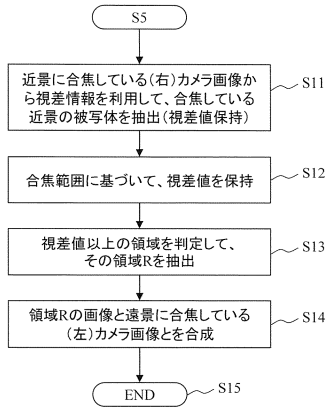 S5
近景に合焦している(右)カメラ画像か
ら視差情報を利用して、合焦している
近景の被写体を抽出(視差値保持)
S11
合焦範囲に基づいて、視差値を保持
S12
視差値以上の領域を判定して、
その領域Rを抽出
S13
領域Rの画像と遠景に合焦している
(左)カメラ画像とを合成
S14
END
S15